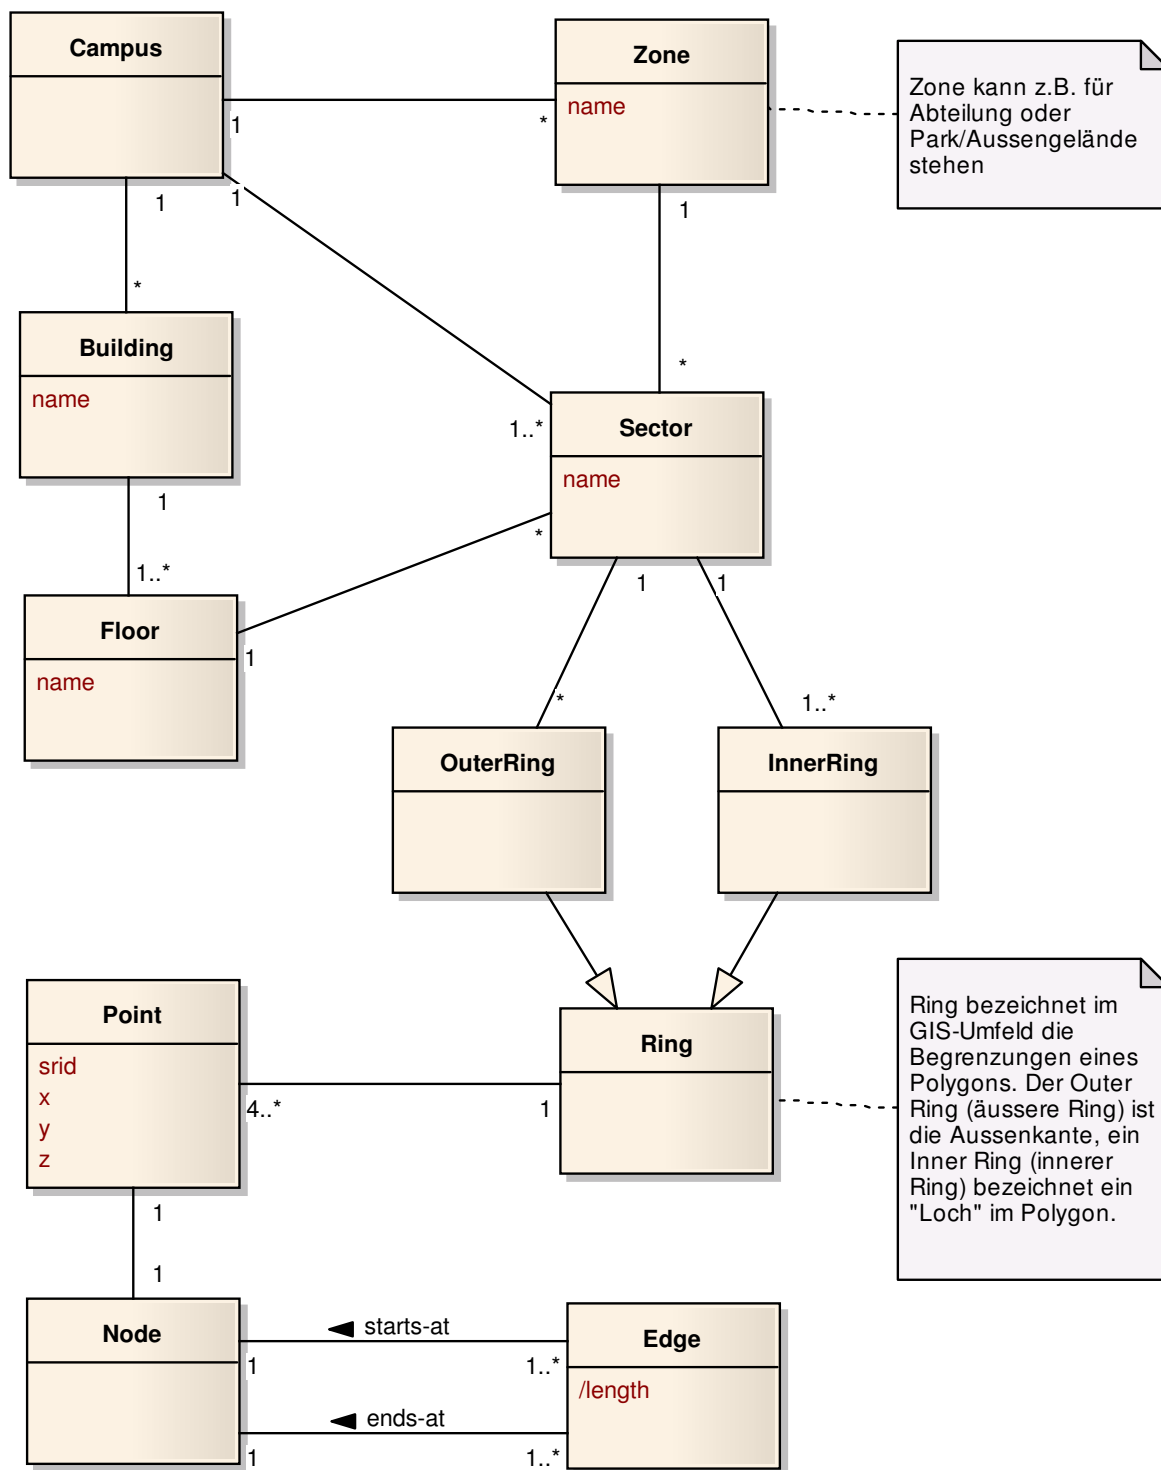 Campus
Zone
name
Zone kann z.B. für
Abteilung oder
Park/Aussengelände
stehen
1
*
1
1
1
*
*
Building
name
1..*
Sector
name
1
*
1..*
Floor
name
1
1
1
*
1..*
OuterRing
InnerRing
Point
srid
x
y
z
Ring
4..*
1
Ring bezeichnet im
GIS-Umfeld die
Begrenzungen eines
Polygons. Der Outer
Ring (äussere Ring) ist
die Aussenkante, ein
Inner Ring (innerer
Ring) bezeichnet ein
"Loch" im Polygon.
1
1
Node
starts-at
1
1..*
Edge
/length
ends-at
1
1..*